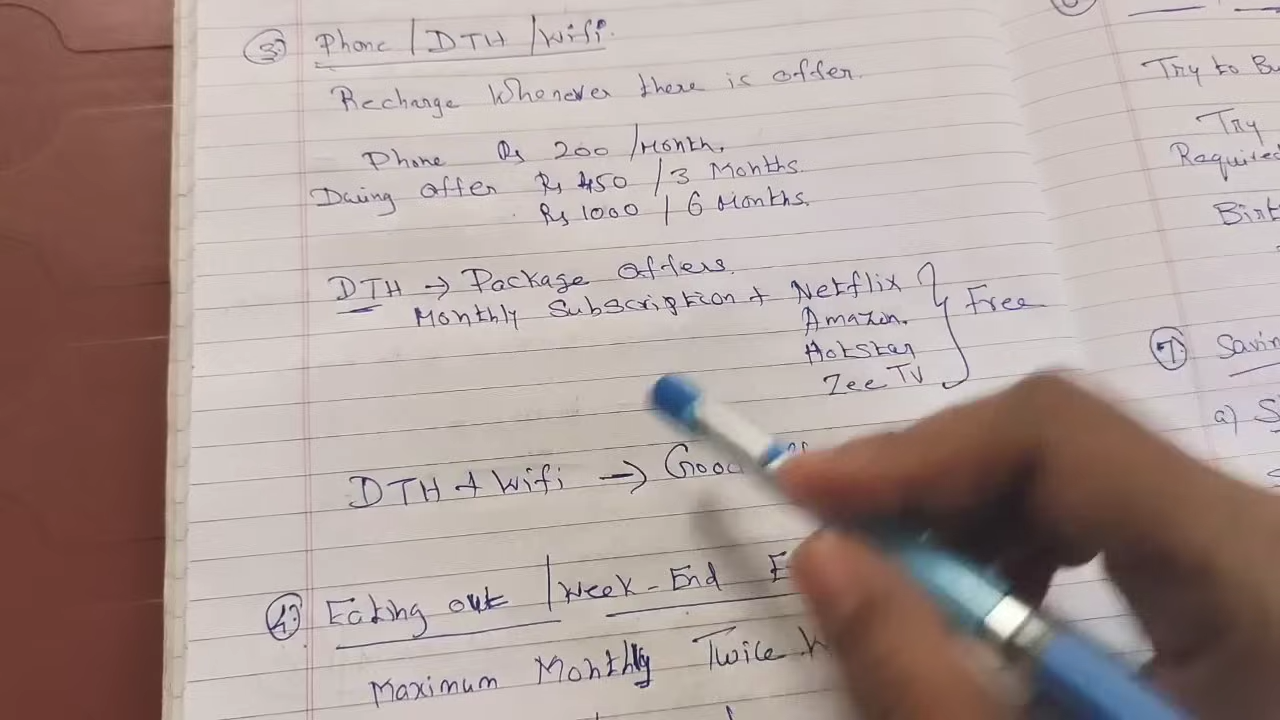 3. Phone / DTH / Wifi.
Recharge Whenever there is offer.
Phone Rs 200 / Month.
During offer Rs 450 / 3 Months.
Rs 1000 / 6 Months.
DTH → Package Offers.
Monthly Subscription + Netflix
Amazon.
Hotstar
Zee TV
Free
DTH + Wifi → Good
4. Eating out / Week-End
Maximum Monthly Twice
Try to
Try
Required
7.
a)